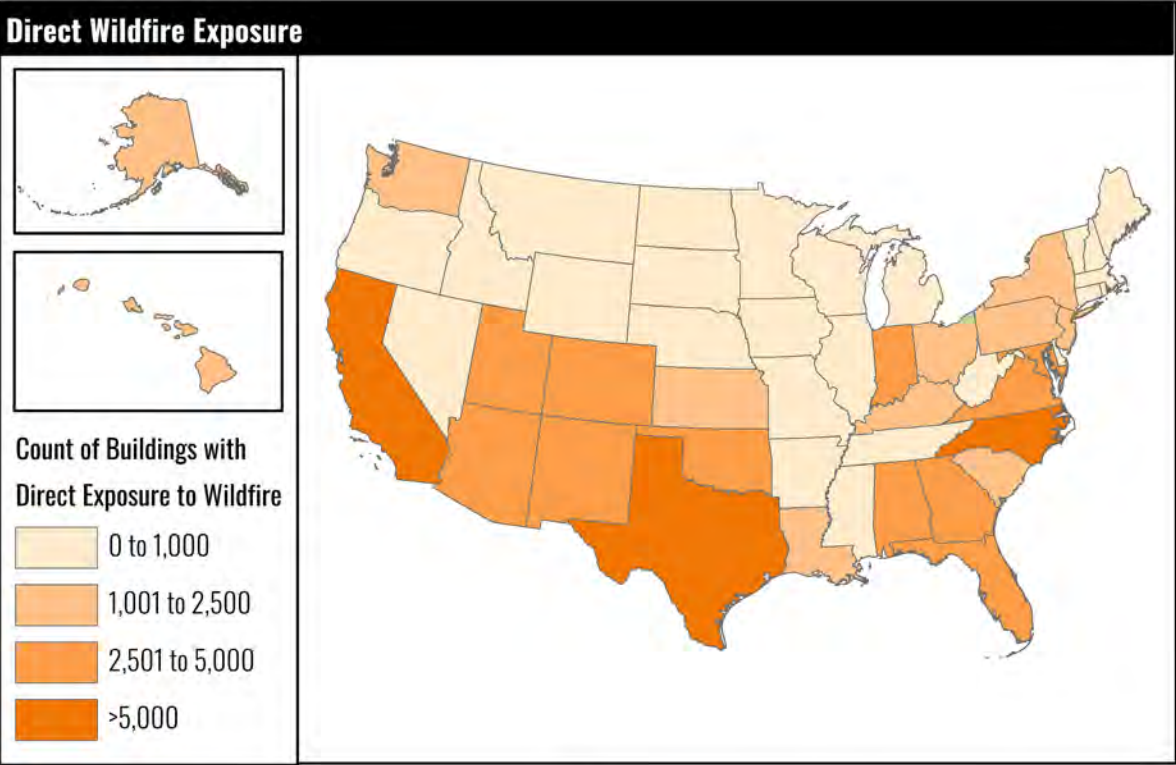 Direct Wildfire Exposure
Count of Buildings with
Direct Exposure to Wildfire
0 to 1,000
1,001 to 2,500
2,501 to 5,000
>5,000